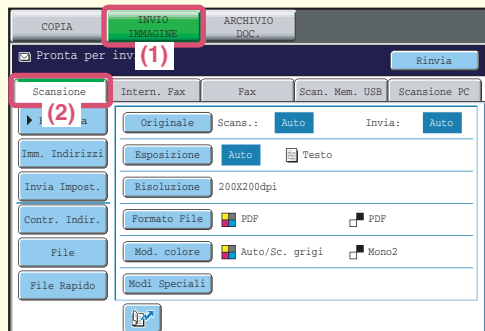 COPIA
INVIO
IMMAGINE
ARCHIVIO
DOC.
Pronta per
(1)
Rinvia
Scansione
Intern. Fax
Fax
Scan. Mem. USB
Scansione PC
(2)
Originale
Scans.:
Auto
Invia:
Auto
Imm. Indirizzi
Esposizione
Auto
Testo
Invia Impost.
Risoluzione
200X200dpi
Contr. Indir.
Formato File
PDF
PDF
File
Mod. colore
Auto/Sc. grigi
Mono2
File Rapido
Modi Speciali